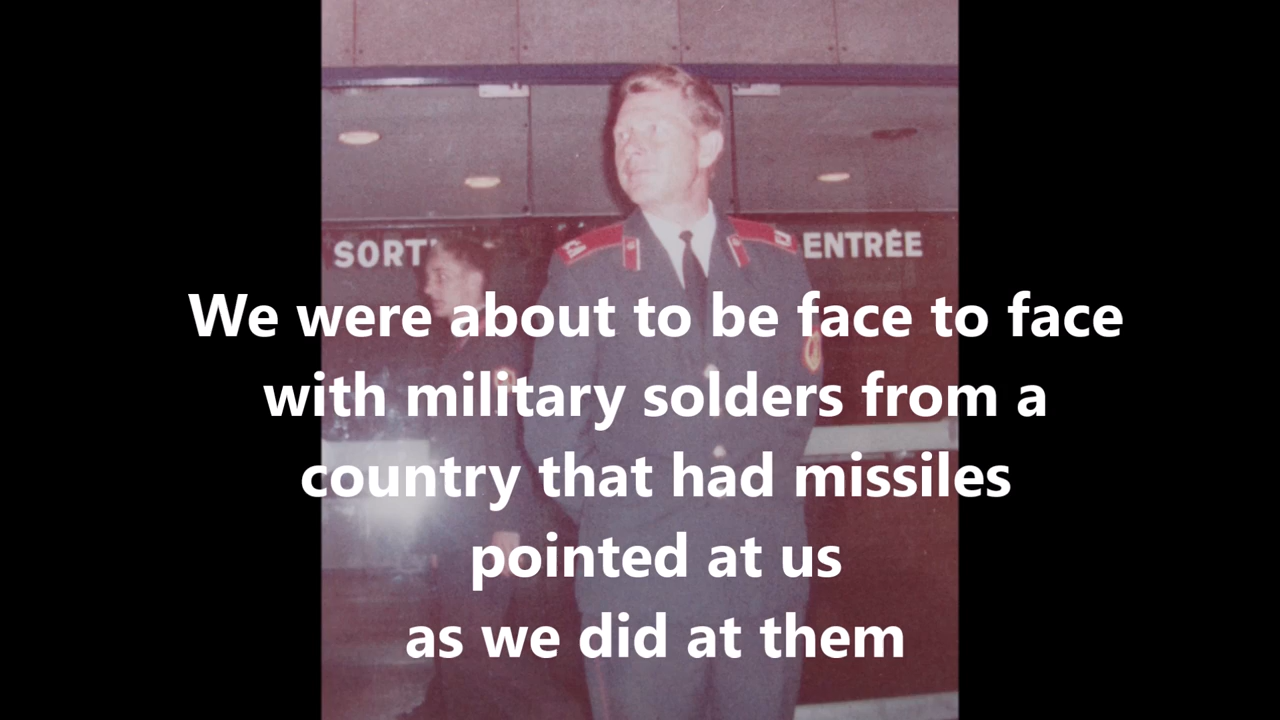 SORTI
ENTRÉE
We were about to be face to face
with military solders from a
country that had missiles
pointed at us
as we did at them